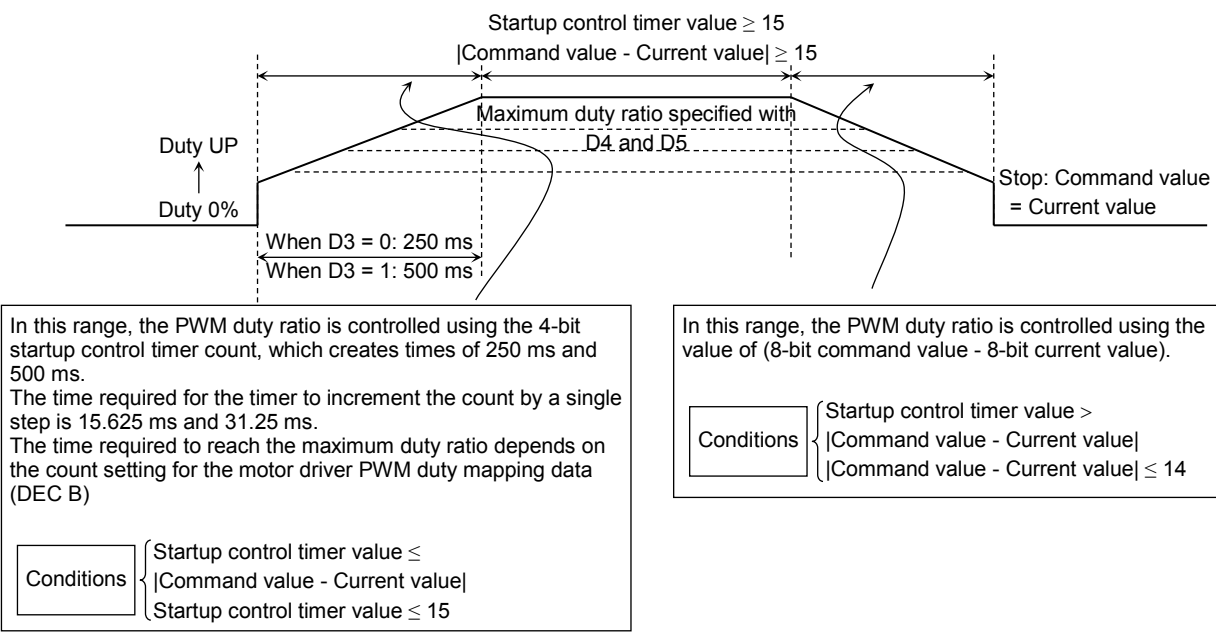 Startup control timer value ≥ 15
|Command value - Current value| ≥ 15
Maximum duty ratio specified with
D4 and D5
Duty UP
Duty 0%
Stop: Command value
= Current value
When D3 = 0: 250 ms
When D3 = 1: 500 ms
In this range, the PWM duty ratio is controlled using the 4-bit
startup control timer count, which creates times of 250 ms and
500 ms.
The time required for the timer to increment the count by a single
step is 15.625 ms and 31.25 ms.
The time required to reach the maximum duty ratio depends on
the count setting for the motor driver PWM duty mapping data
(DEC B)
Conditions
Startup control timer value ≤
|Command value - Current value|
Startup control timer value ≤ 15
In this range, the PWM duty ratio is controlled using the
value of (8-bit command value - 8-bit current value).
Conditions
Startup control timer value >
|Command value - Current value|
|Command value - Current value| ≤ 14